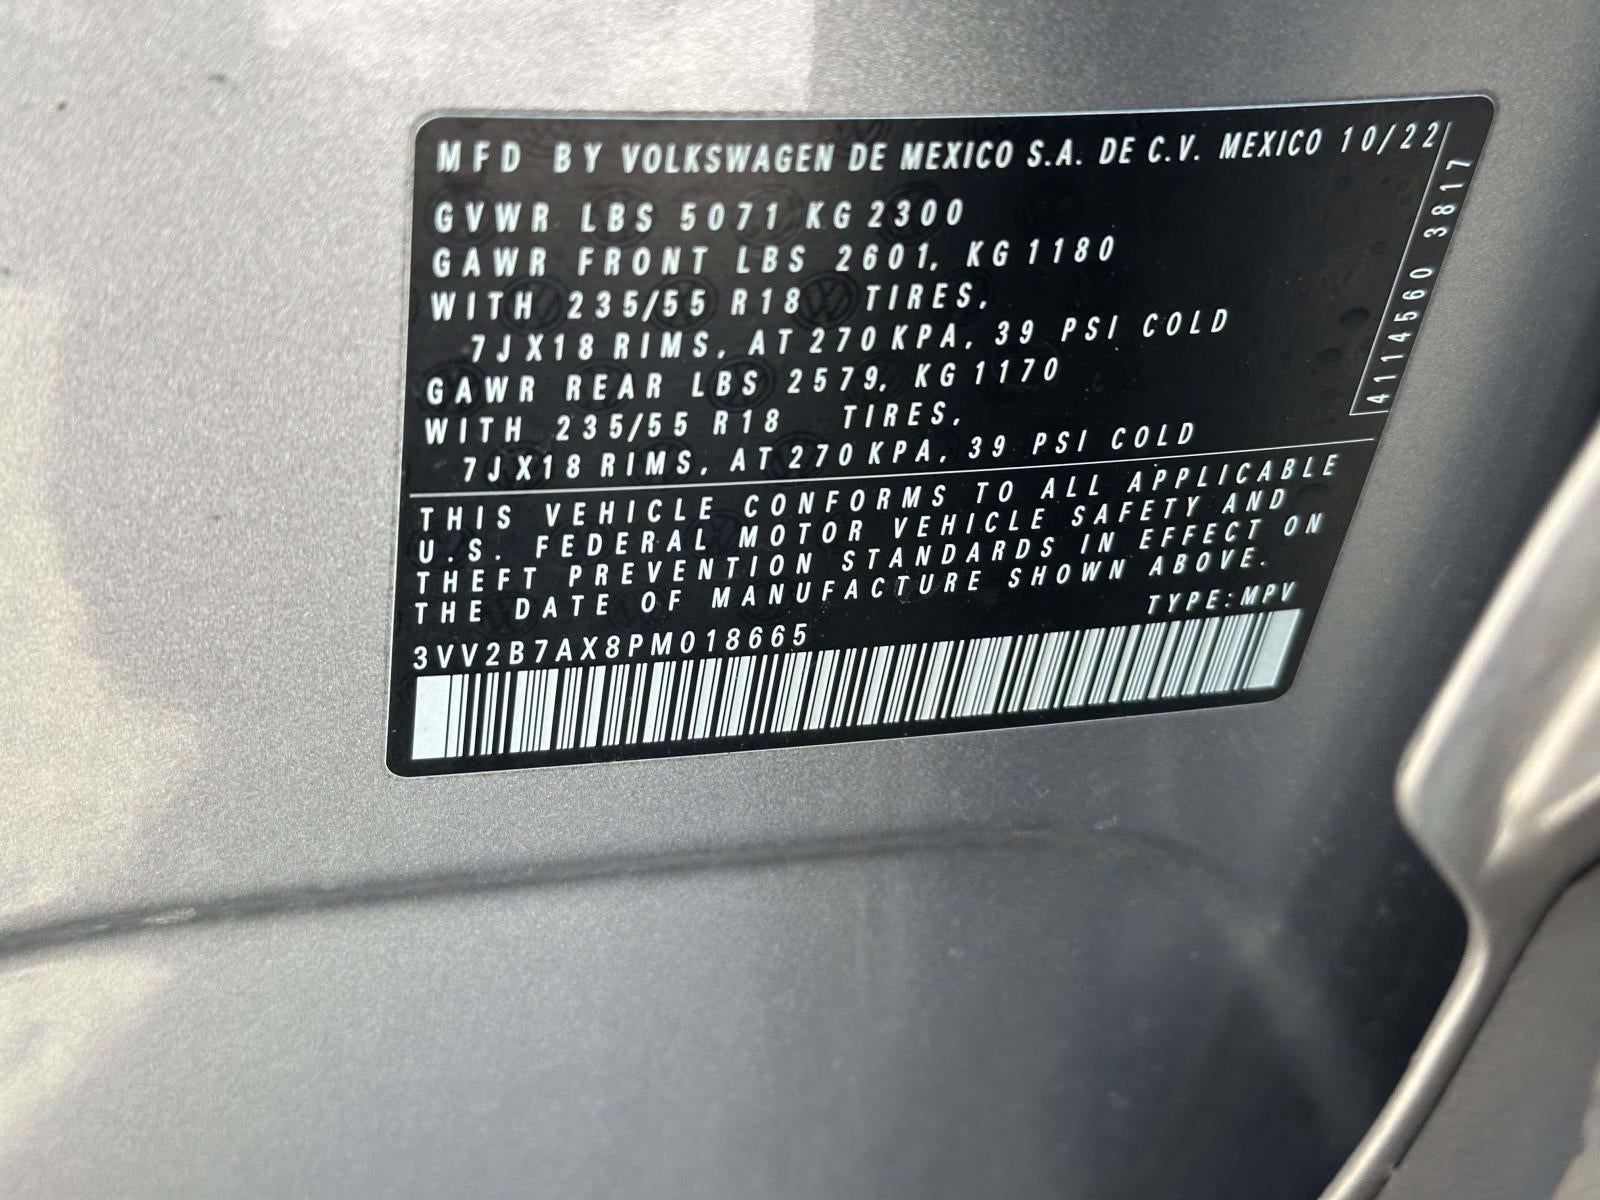 MFD BY VOLKSWAGEN DE MEXICO S.A. DE C.V. MEXICO 10/22
GVWR LBS 5071 KG 2300
GAWR FRONT LBS 2601, KG 1180
WITH 235/55 R18 TIRES,
7JX18 RIMS, AT 270 KPA, 39 PSI COLD
GAWR REAR LBS 2579, KG 1170
WITH 235/55 R18 TIRES,
7JX18 RIMS, AT 270 KPA, 39 PSI COLD
4114560 3817
THIS VEHICLE CONFORMS TO ALL APPLICABLE
U.S. FEDERAL MOTOR VEHICLE SAFETY AND
THEFT PREVENTION STANDARDS IN EFFECT ON
THE DATE OF MANUFACTURE SHOWN ABOVE.
TYPE: MPV
3VV2B7AX8PM018665